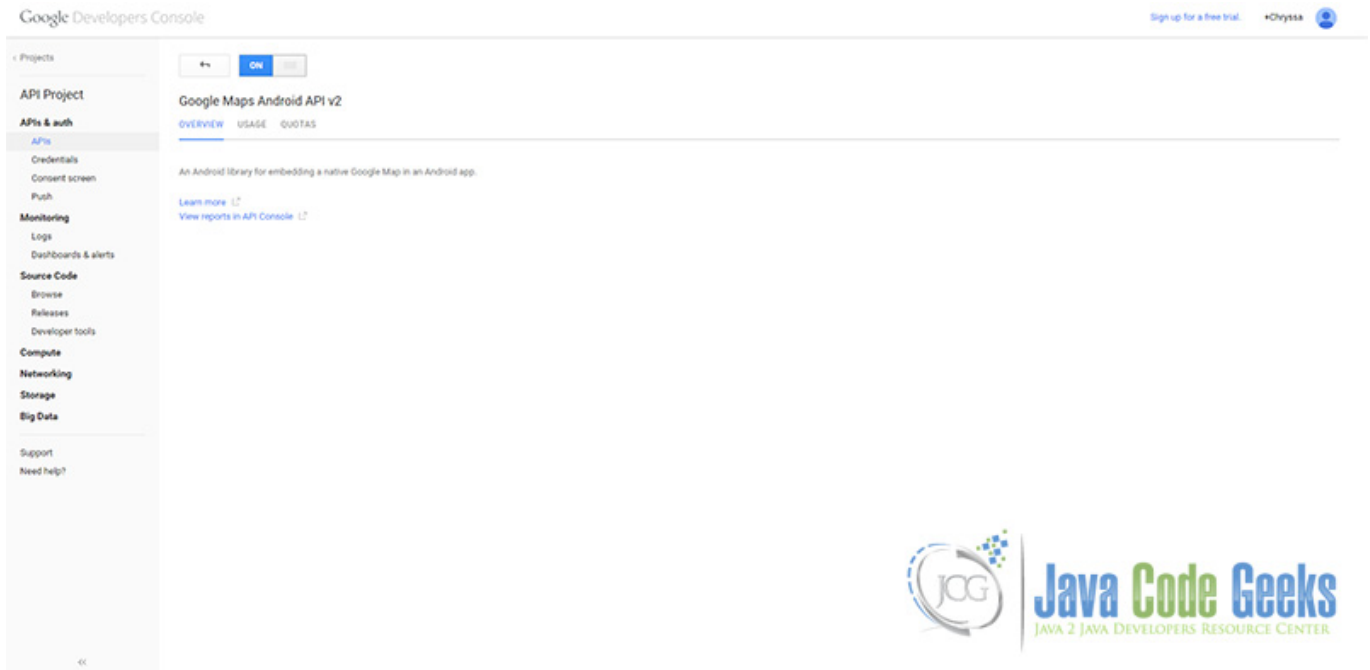 Google Developers Console
Sign up for a free trial.
+Chryssa
‹ Projects
API Project
APIs & auth
APIs
Credentials
Consent screen
Push
Monitoring
Logs
Dashboards & alerts
Source Code
Browse
Releases
Developer tools
Compute
Networking
Storage
Big Data
Support
Need help?
ON
Google Maps Android API v2
OVERVIEW USAGE QUOTAS
An Android library for embedding a native Google Map in an Android app.
Learn more
View reports in API Console
JCG
Java Code Geeks
JAVA 2 JAVA DEVELOPERS RESOURCE CENTER